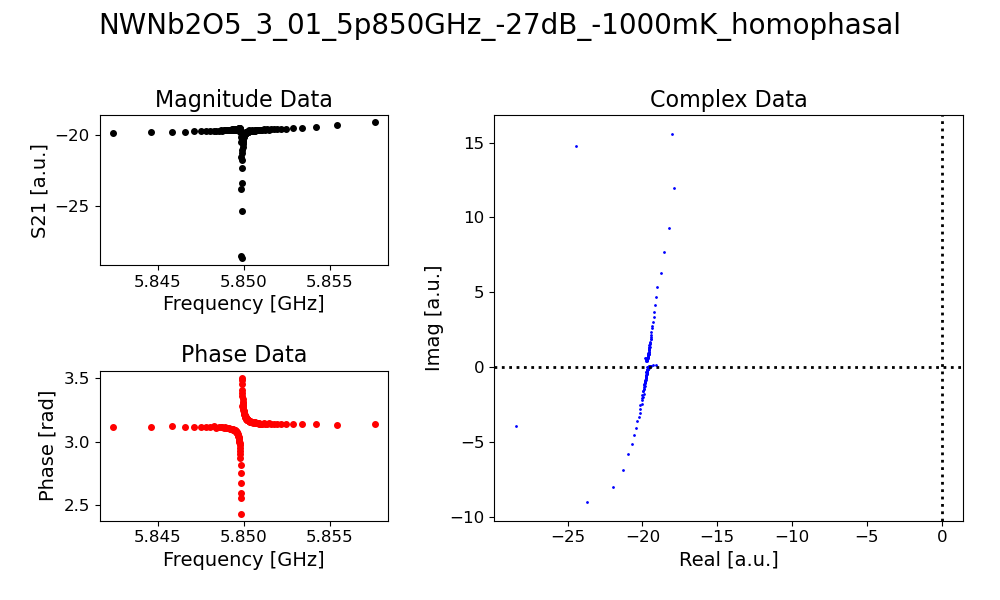 NWNb2O5_3_01_5p850GHz_-27dB_-1000mK_homophasal
Magnitude Data
S21 [a.u.]
−20
−25
5.845 5.850 5.855
Frequency [GHz]
Phase Data
Phase [rad]
3.5
3.0
2.5
5.845 5.850 5.855
Frequency [GHz]
Complex Data
Imag [a.u.]
15
10
5
0
−5
−10
−25 −20 −15 −10 −5 0
Real [a.u.]